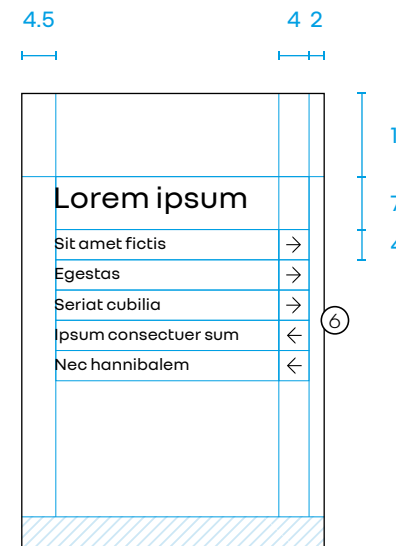 4.5 4 2
Lorem ipsum
Sit amet fictis →
Egestas →
Seriat cubilia →
Ipsum consectuer sum ←
Nec hannibalem ←
6